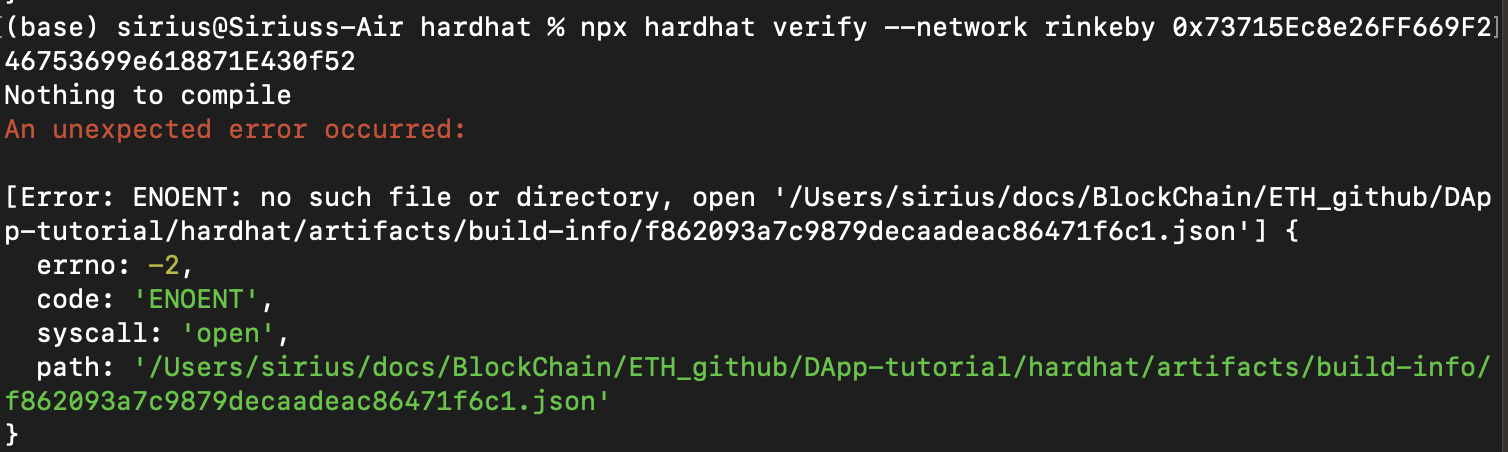 (base) sirius@Siriuss-Air hardhat % npx hardhat verify --network rinkeby 0x73715Ec8e26FF669F2
46753699e618871E430f52
Nothing to compile
An unexpected error occurred:
[Error: ENOENT: no such file or directory, open '/Users/sirius/docs/BlockChain/ETH_github/DAp
p-tutorial/hardhat/artifacts/build-info/f862093a7c9879decaadeac86471f6c1.json'] {
  errno: -2,
  code: 'ENOENT',
  syscall: 'open',
  path: '/Users/sirius/docs/BlockChain/ETH_github/DApp-tutorial/hardhat/artifacts/build-info/
f862093a7c9879decaadeac86471f6c1.json'
}